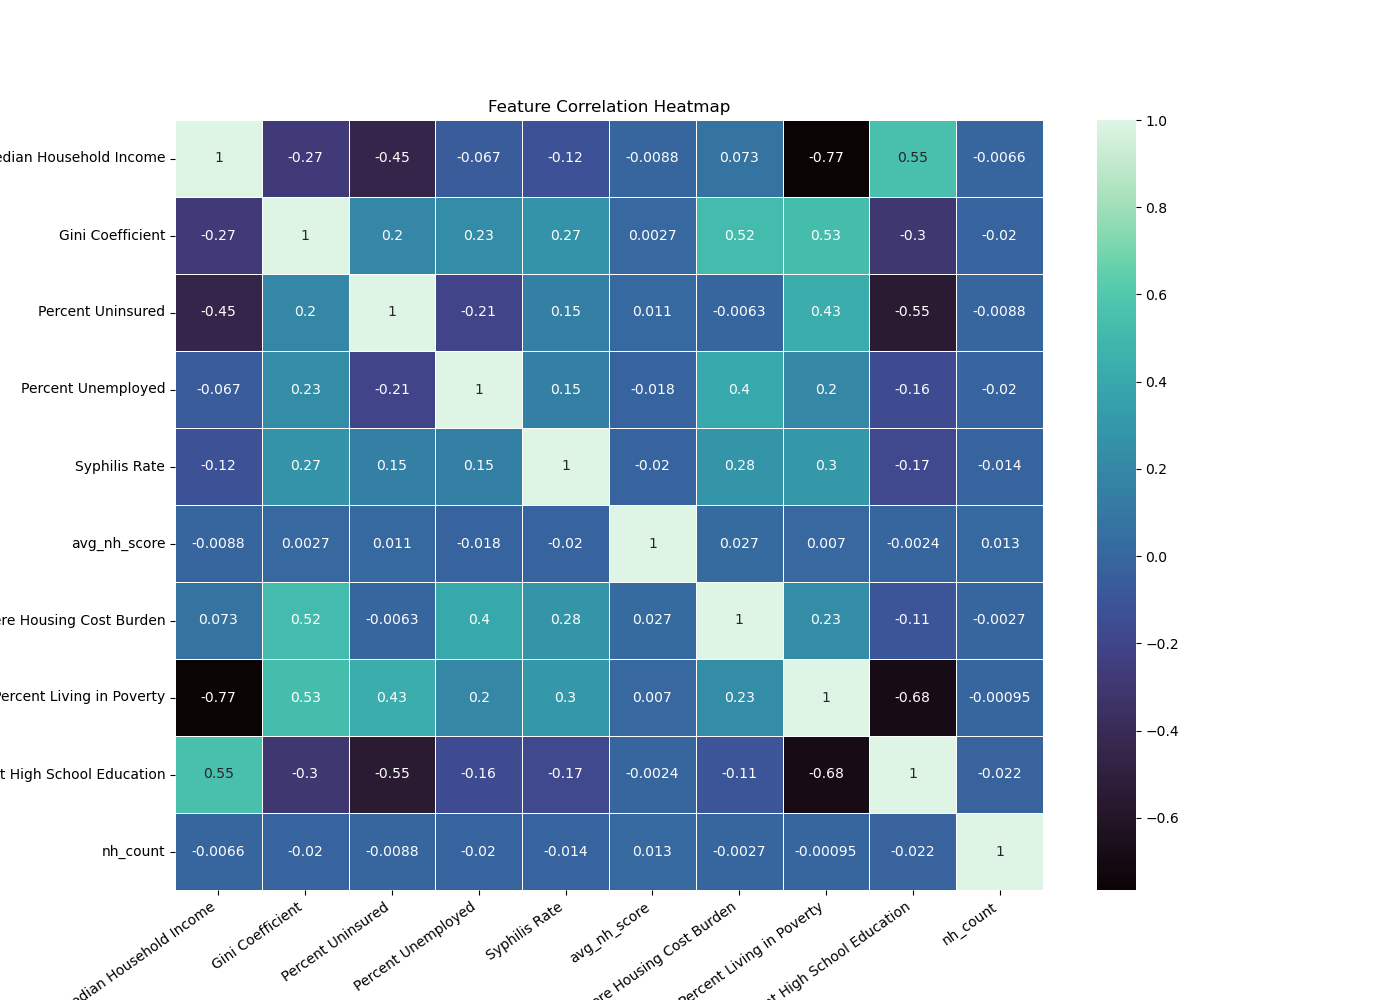 Feature Correlation Heatmap
edian Household Income 1 -0.27 -0.45 -0.067 -0.12 -0.0088 0.073 -0.77 0.55 -0.0066
Gini Coefficient -0.27 1 0.2 0.23 0.27 0.0027 0.52 0.53 -0.3 -0.02
Percent Uninsured -0.45 0.2 1 -0.21 0.15 0.011 -0.0063 0.43 -0.55 -0.0088
Percent Unemployed -0.067 0.23 -0.21 1 0.15 -0.018 0.4 0.2 -0.16 -0.02
Syphilis Rate -0.12 0.27 0.15 0.15 1 -0.02 0.28 0.3 -0.17 -0.014
avg_nh_score -0.0088 0.0027 0.011 -0.018 -0.02 1 0.027 0.007 -0.0024 0.013
ere Housing Cost Burden 0.073 0.52 -0.0063 0.4 0.28 0.027 1 0.23 -0.11 -0.0027
Percent Living in Poverty -0.77 0.53 0.43 0.2 0.3 0.007 0.23 1 -0.68 -0.00095
t High School Education 0.55 -0.3 -0.55 -0.16 -0.17 -0.0024 -0.11 -0.68 1 -0.022
nh_count -0.0066 -0.02 -0.0088 -0.02 -0.014 0.013 -0.0027 -0.00095 -0.022 1
edian Household Income
Gini Coefficient
Percent Uninsured
Percent Unemployed
Syphilis Rate
avg_nh_score
ere Housing Cost Burden
Percent Living in Poverty
t High School Education
nh_count
1.0
0.8
0.6
0.4
0.2
0.0
−0.2
−0.4
−0.6